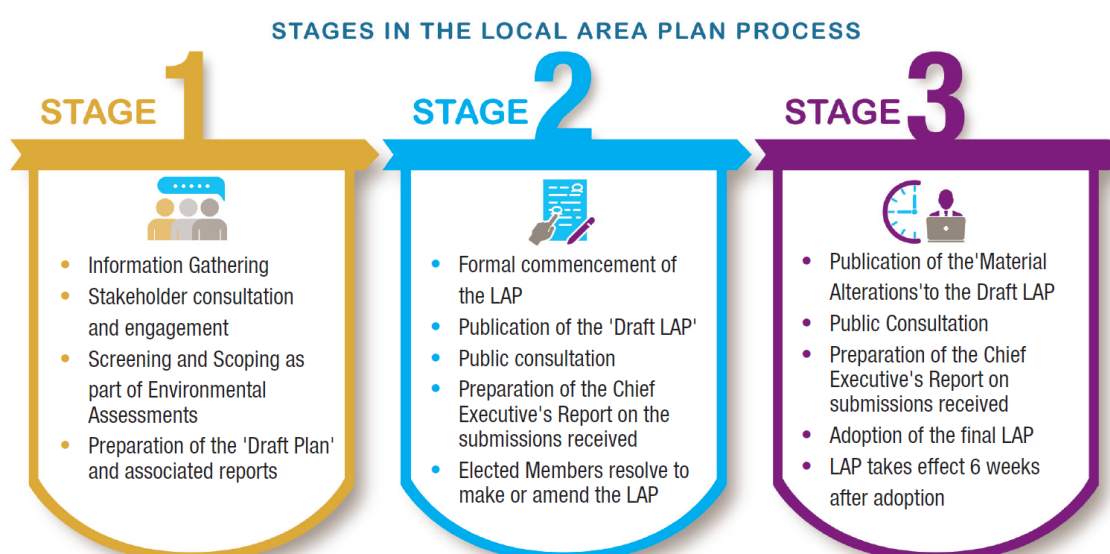 STAGES IN THE LOCAL AREA PLAN PROCESS
STAGE 1
Information Gathering
Stakeholder consultation
and engagement
Screening and Scoping as
part of Environmental
Assessments
Preparation of the 'Draft Plan'
and associated reports
STAGE 2
Formal commencement of
the LAP
Publication of the 'Draft LAP'
Public consultation
Preparation of the Chief
Executive's Report on the
submissions received
Elected Members resolve to
make or amend the LAP
STAGE 3
Publication of the'Material
Alterations'to the Draft LAP
Public Consultation
Preparation of the Chief
Executive's Report on
submissions received
Adoption of the final LAP
LAP takes effect 6 weeks
after adoption